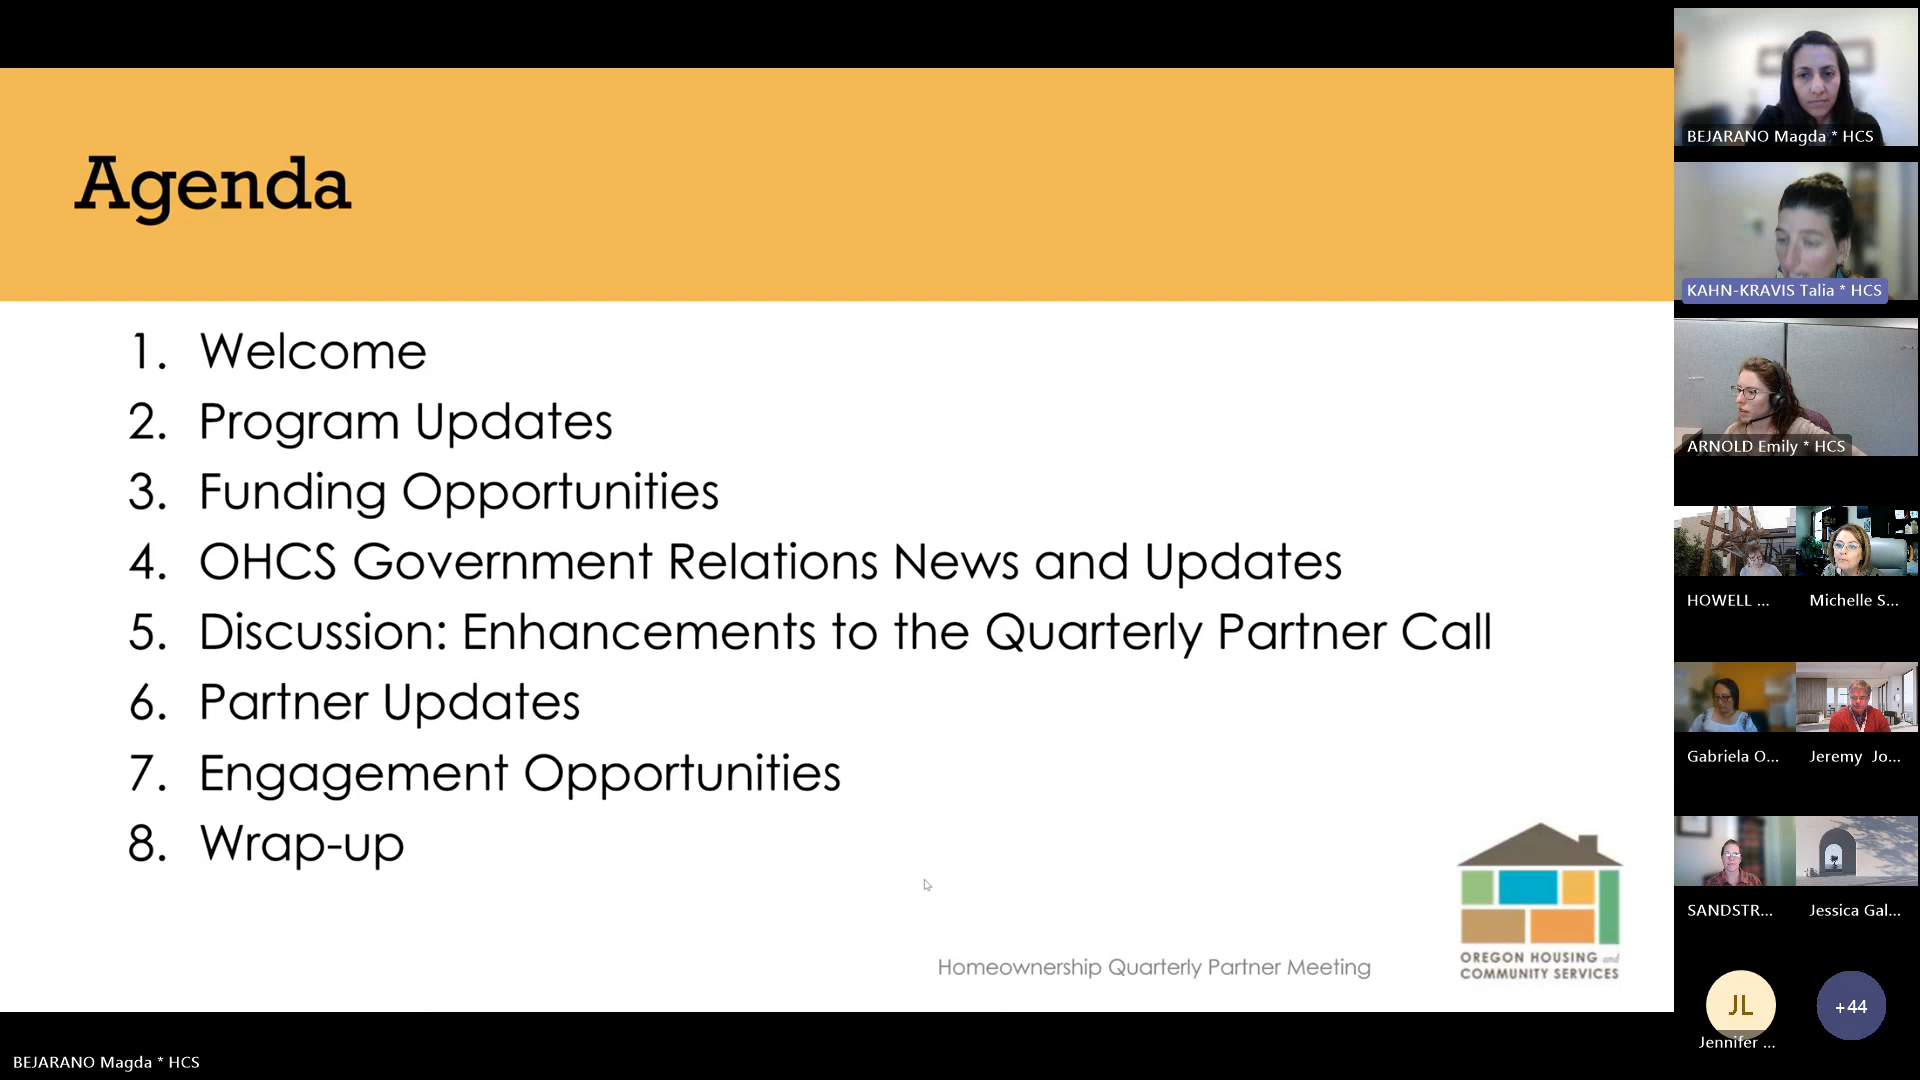 Agenda
1. Welcome
2. Program Updates
3. Funding Opportunities
4. OHCS Government Relations News and Updates
5. Discussion: Enhancements to the Quarterly Partner Call
6. Partner Updates
7. Engagement Opportunities
8. Wrap-up
Homeownership Quarterly Partner Meeting
OREGON HOUSING and
COMMUNITY SERVICES
BEJARANO Magda * HCS
BEJARANO Magda * HCS
KAHN-KRAVIS Talia * HCS
ARNOLD Emily * HCS
HOWELL ...
Michelle S...
Gabriela O...
Jeremy Jo...
SANDSTR...
Jessica Gal...
JL
Jennifer ...
+44